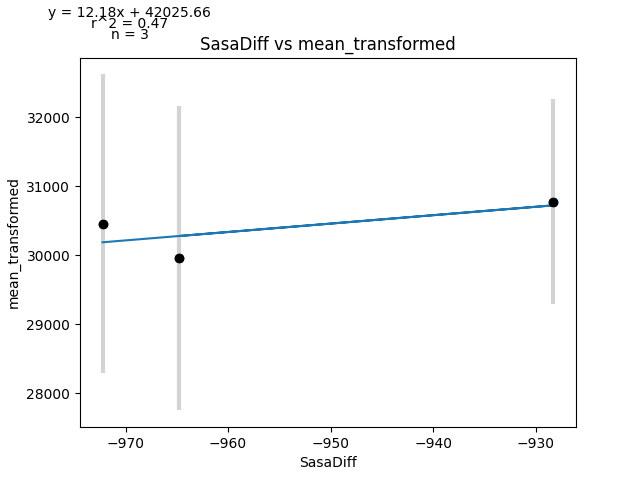 y = 12.18x + 42025.66
r^2 = 0.47
n = 3
SasaDiff vs mean_transformed
32000
31000
30000
29000
28000
mean_transformed
−970
−960
−950
−940
−930
SasaDiff